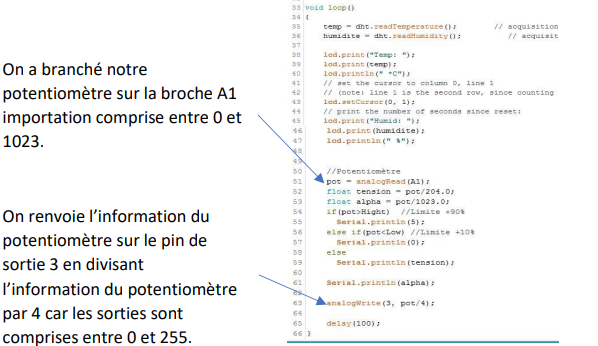 On a branché notre
potentiomètre sur la broche A1
importation comprise entre 0 et
1023.
On renvoie l’information du
potentiomètre sur le pin de
sortie 3 en divisant
l’information du potentiomètre
par 4 car les sorties sont
comprises entre 0 et 255.
33 void loop()
34 {
35 temp = dht.readTemperature(); // acquisition
36 humidite = dht.readHumidity(); // acquisit
37
38 lcd.print("Temp: ");
39 lcd.print(temp);
40 lcd.println(" °C");
41 // set the cursor to column 0, line 1
42 // (note: line 1 is the second row, since counting
43 lcd.setCursor(0, 1);
44 // print the number of seconds since reset:
45 lcd.print("Humid: ");
46 lcd.print(humidite);
47 lcd.println(" %");
48
49
50 //Potentiomètre
51 pot = analogRead(A1);
52 float tension = pot/204.0;
53 float alpha = pot/1023.0;
54 if(pot>Hight) //Limite +90%
55 Serial.println(5);
56 else if(pot<Low) //Limite +10%
57 Serial.println(0);
58 else
59 Serial.println(tension);
60
61 Serial.println(alpha);
62
63 analogWrite(3, pot/4);
64
65 delay(100);
66 }